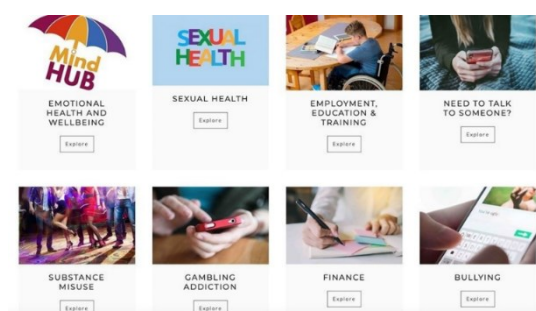 Mind
HUB
SEXUAL
HEALTH
EMOTIONAL
HEALTH AND
WELLBEING
Explore
SEXUAL HEALTH
Explore
EMPLOYMENT,
EDUCATION &
TRAINING
Explore
NEED TO TALK
TO SOMEONE?
Explore
SUBSTANCE
MISUSE
Explore
GAMBLING
ADDICTION
Explore
FINANCE
Explore
BULLYING
Explore